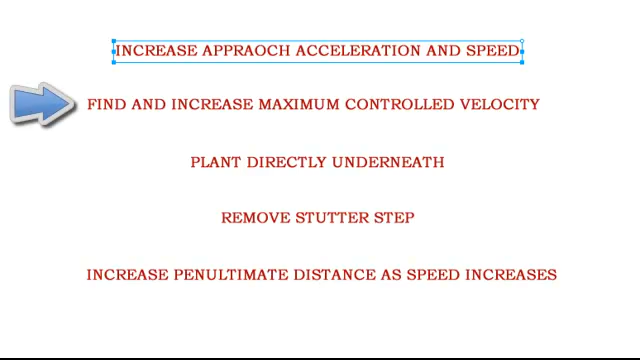 INCREASE APPRAOCH ACCELERATION AND SPEED
FIND AND INCREASE MAXIMUM CONTROLLED VELOCITY
PLANT DIRECTLY UNDERNEATH
REMOVE STUTTER STEP
INCREASE PENULTIMATE DISTANCE AS SPEED INCREASES